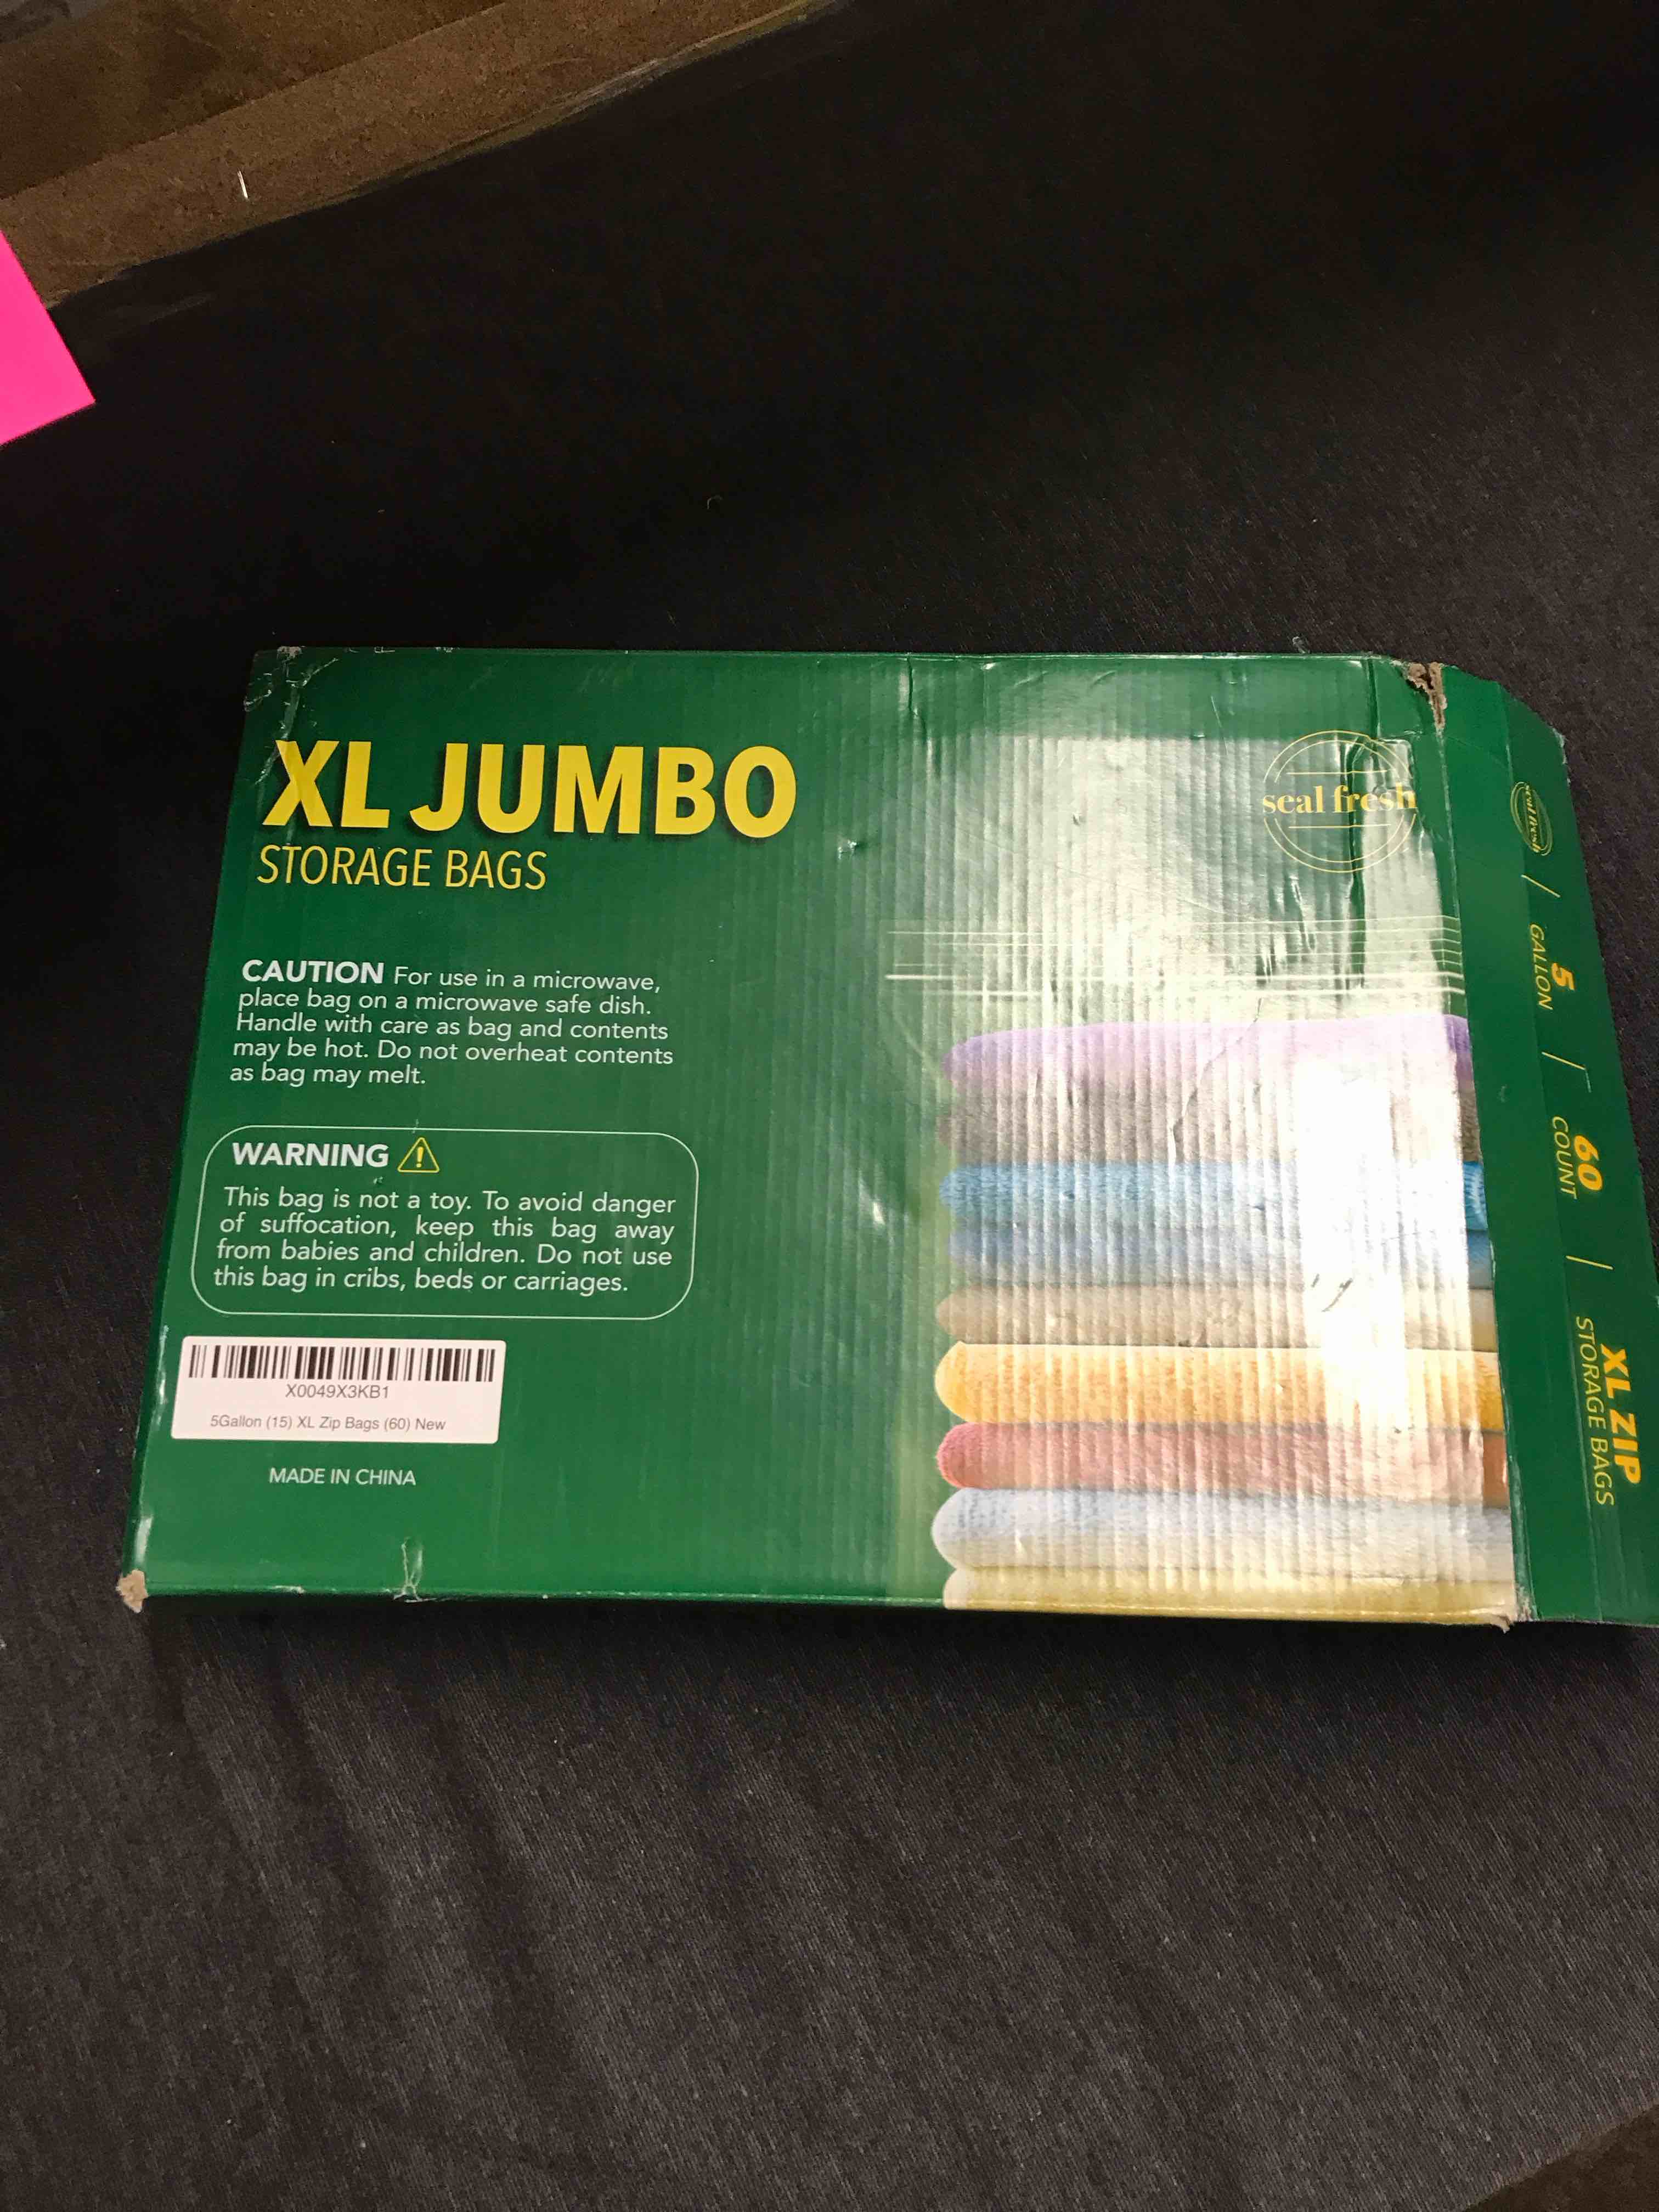 XL JUMBO
STORAGE BAGS
seal fresh
CAUTION For use in a microwave,
place bag on a microwave safe dish.
Handle with care as bag and contents
may be hot. Do not overheat contents
as bag may melt.
WARNING
This bag is not a toy. To avoid danger
of suffocation, keep this bag away
from babies and children. Do not use
this bag in cribs, beds or carriages.
X0049X3KB1
5Gallon (15) XL Zip Bags (60) New
MADE IN CHINA
seal fresh
5
GALLON
60
COUNT
XL ZIP
STORAGE BAGS